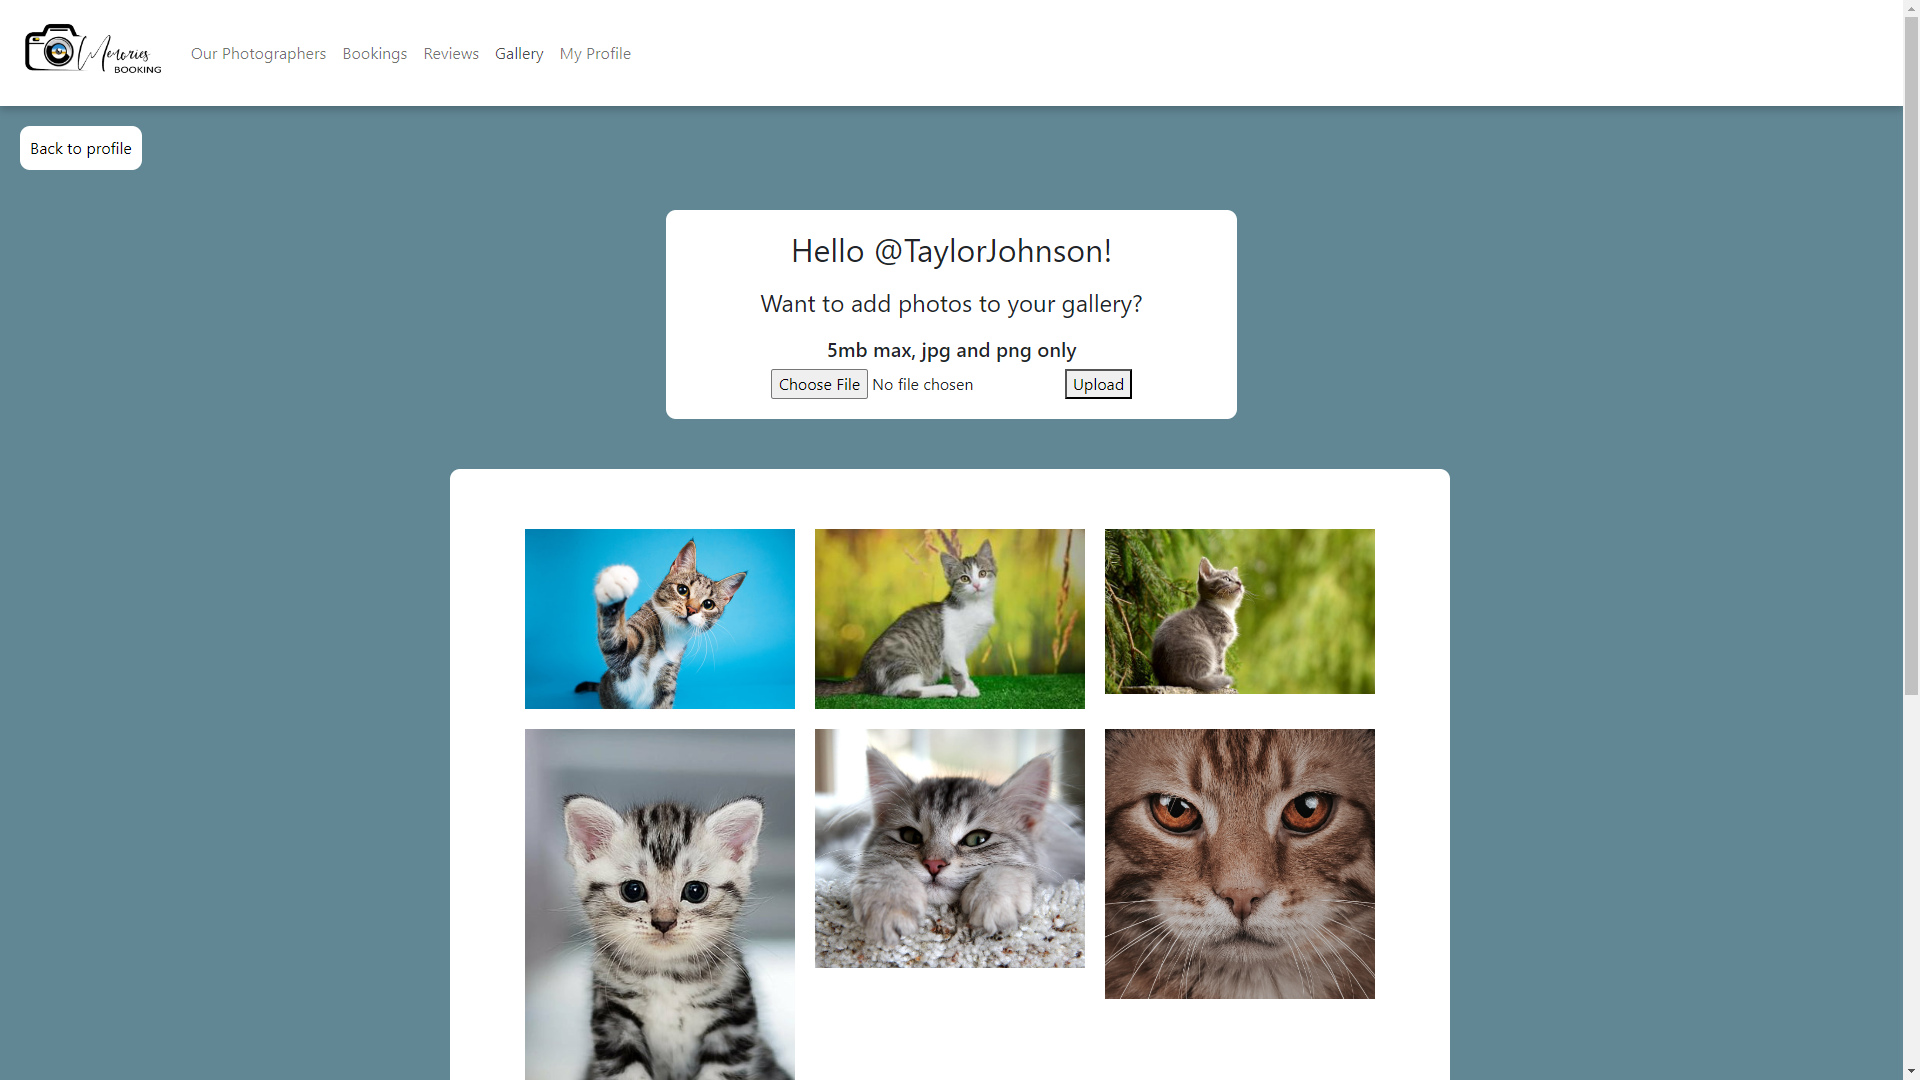 Memories
BOOKING
Our Photographers Bookings Reviews Gallery My Profile
Back to profile
Hello @TaylorJohnson!
Want to add photos to your gallery?
5mb max, jpg and png only
Choose File No file chosen Upload